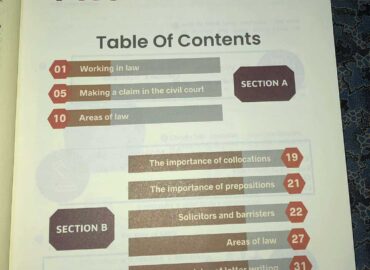 Table Of Contents
01 Working in law
05 Making a claim in the civil court
10 Areas of law
SECTION A
The importance of collocations 19
The importance of prepositions 21
Solicitors and barristers 22
SECTION B
Areas of law 27
of letter writing 31